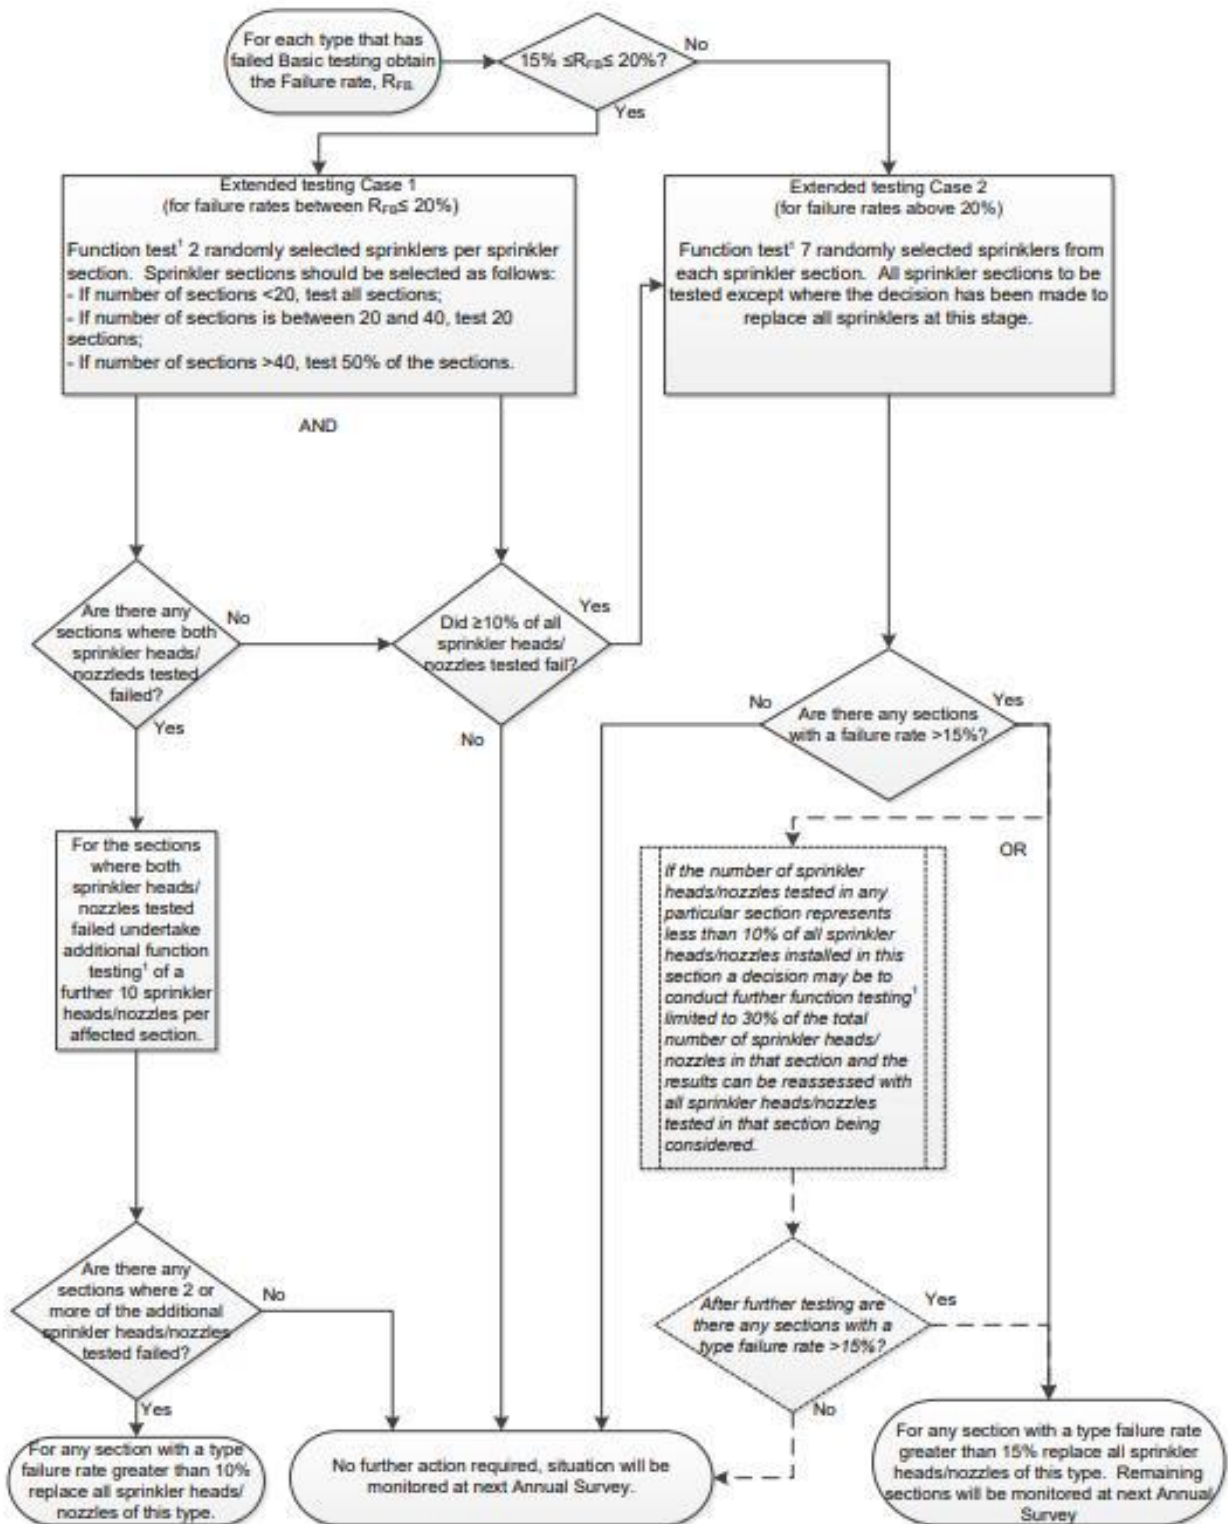 For each type that has
failed Basic testing obtain
the Failure rate, RFB.
15% ≤RFB≤ 20%?
No
Yes
Extended testing Case 1
(for failure rates between RFB≤ 20%)
Function test¹ 2 randomly selected sprinklers per sprinkler
section. Sprinkler sections should be selected as follows:
- If number of sections <20, test all sections;
- If number of sections is between 20 and 40, test 20
sections;
- If number of sections >40, test 50% of the sections.
Extended testing Case 2
(for failure rates above 20%)
Function test¹ 7 randomly selected sprinklers from
each sprinkler section. All sprinkler sections to be
tested except where the decision has been made to
replace all sprinklers at this stage.
AND
Are there any
sections where both
sprinkler heads/
nozzleds tested
failed?
No
Yes
Did ≥10% of all
sprinkler heads/
nozzles tested fail?
Yes
No
Are there any sections
with a failure rate >15%?
No
Yes
For the sections
where both
sprinkler heads/
nozzles tested
failed undertake
additional function
testing¹ of a
further 10 sprinkler
heads/nozzles per
affected section.
OR
If the number of sprinkler
heads/nozzles tested in any
particular section represents
less than 10% of all sprinkler
heads/nozzles installed in this
section a decision may be to
conduct further function testing¹
limited to 30% of the total
number of sprinkler heads/
nozzles in that section and the
results can be reassessed with
all sprinkler heads/nozzles
tested in that section being
considered.
Are there any
sections where 2 or
more of the additional
sprinkler heads/nozzles
tested failed?
No
Yes
After further testing are
there any sections with a
type failure rate >15%?
Yes
No
For any section with a type
failure rate greater than 10%
replace all sprinkler heads/
nozzles of this type.
No further action required, situation will be
monitored at next Annual Survey.
For any section with a type failure rate
greater than 15% replace all sprinkler
heads/nozzles of this type. Remaining
sections will be monitored at next Annual
Survey